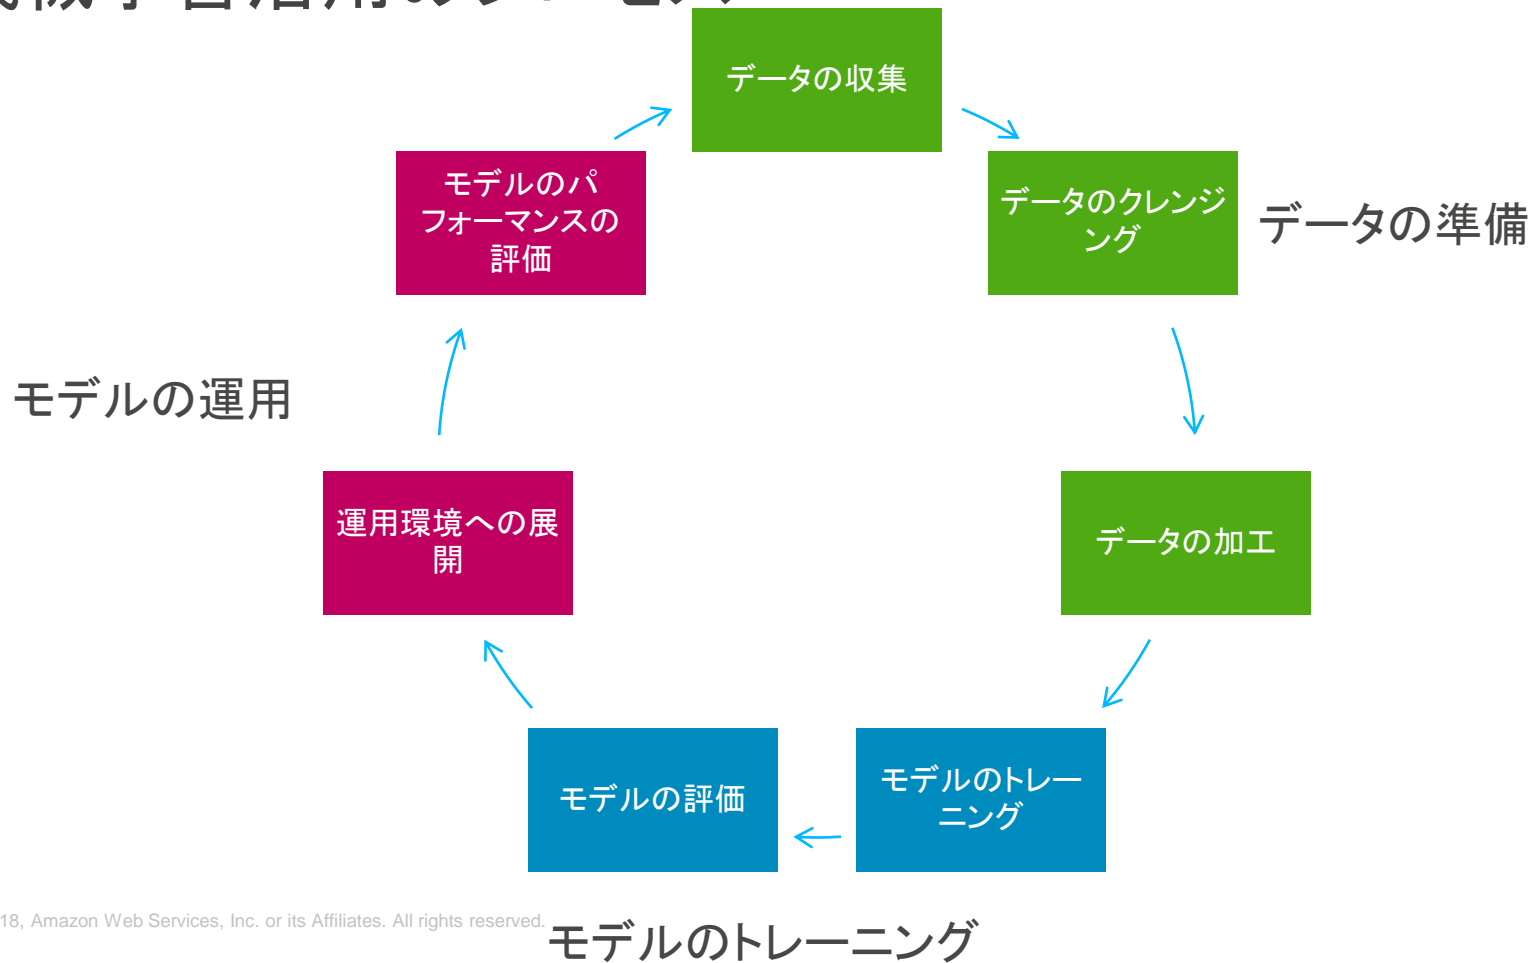 データの収集
モデルのパ
フォーマンスの
評価
データのクレンジ
ング
データの準備
モデルの運用
運用環境への展
開
データの加工
モデルの評価
モデルのトレー
ニング
18, Amazon Web Services, Inc. or its Affiliates. All rights reserved.
モデルのトレーニング